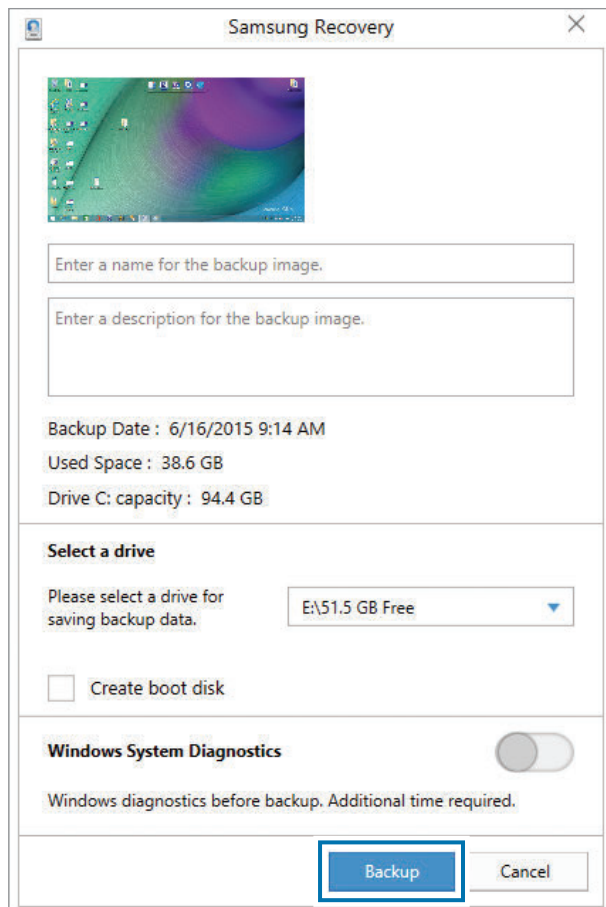 Samsung Recovery
Enter a name for the backup image.
Enter a description for the backup image.
Backup Date : 6/16/2015 9:14 AM
Used Space : 38.6 GB
Drive C: capacity : 94.4 GB
Select a drive
Please select a drive for
saving backup data.
E:\51.5 GB Free
Create boot disk
Windows System Diagnostics
Windows diagnostics before backup. Additional time required.
Backup
Cancel